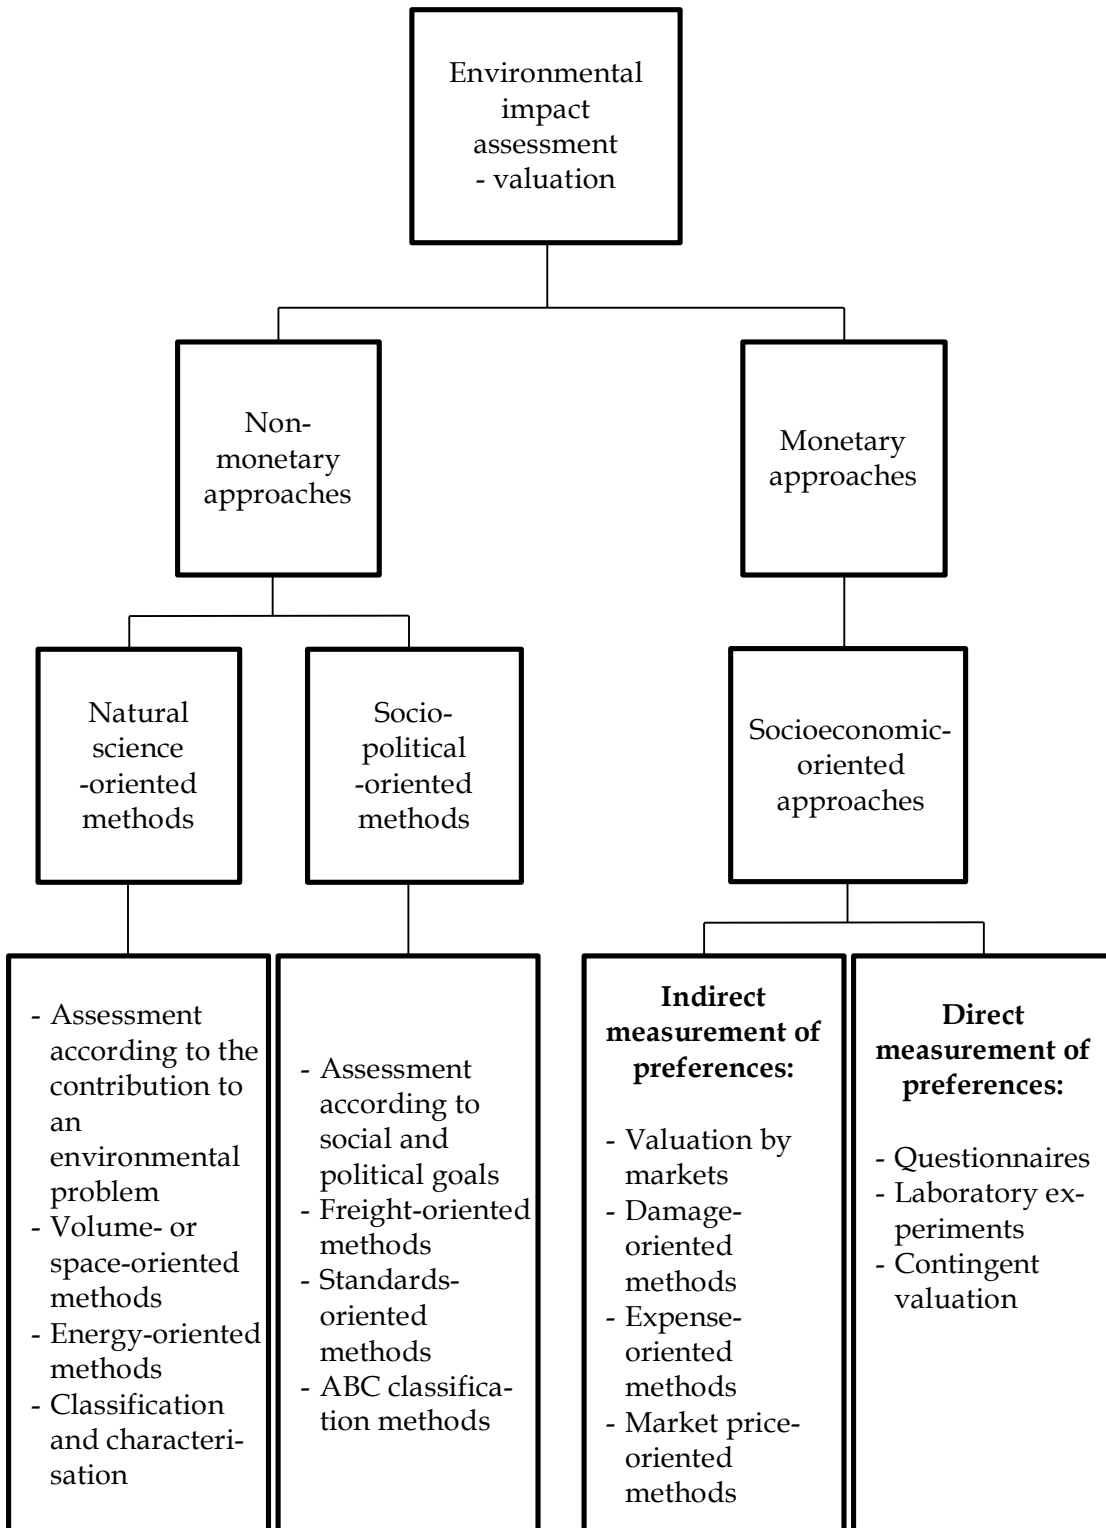 Environmental
impact
assessment
- valuation
Non-
monetary
approaches
Monetary
approaches
Natural
science
-oriented
methods
Socio-
political
-oriented
methods
Socioeconomic-
oriented
approaches
- Assessment
according to the
contribution to
an
environmental
problem
- Volume- or
space-oriented
methods
- Energy-oriented
methods
- Classification
and characteri-
sation
- Assessment
according to
social and
political goals
- Freight-oriented
methods
- Standards-
oriented
methods
- ABC classifica-
tion methods
Indirect
measurement of
preferences:
- Valuation by
markets
- Damage-
oriented
methods
- Expense-
oriented
methods
- Market price-
oriented
methods
Direct
measurement of
preferences:
- Questionnaires
- Laboratory ex-
periments
- Contingent
valuation